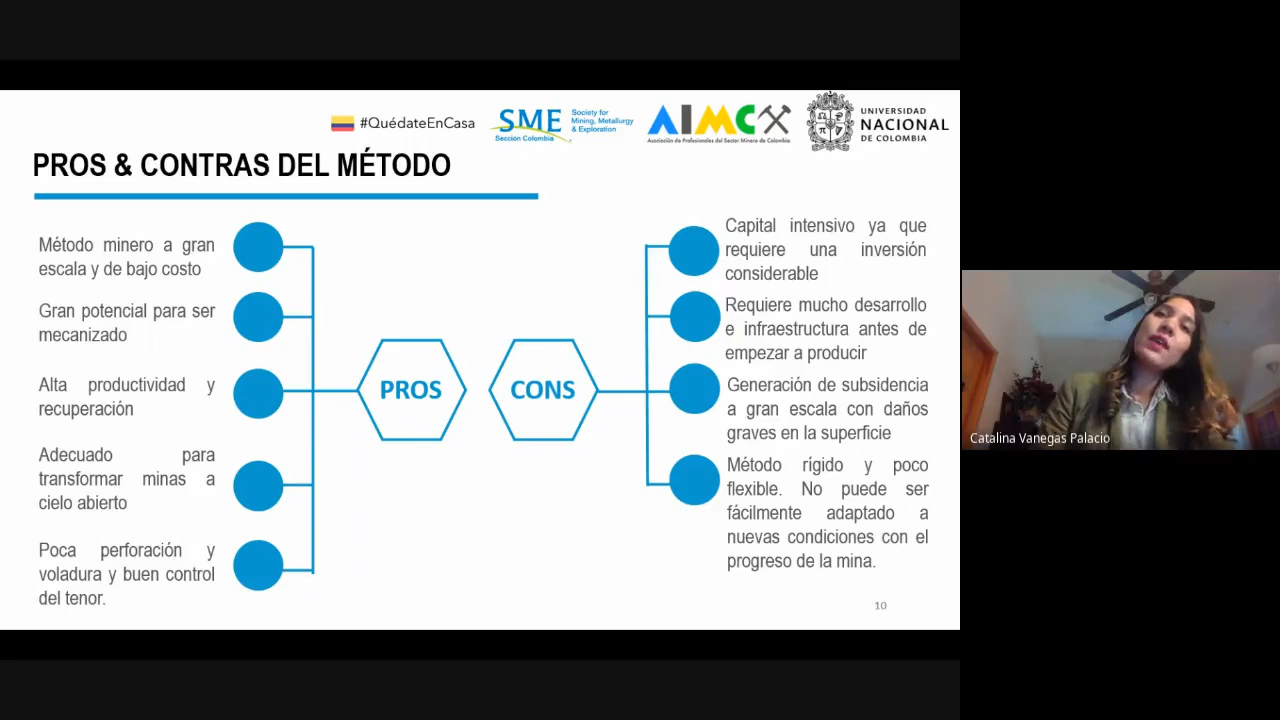 #QuédateEnCasa
SME
Sección Colombia
Society for
Mining, Metallurgy
& Exploration
AIMC
Asociación de Profesionales del Sector Minero de Colombia
UNIVERSIDAD
NACIONAL
DE COLOMBIA
PROS & CONTRAS DEL MÉTODO
Método minero a gran
escala y de bajo costo
Gran potencial para ser
mecanizado
Alta productividad y
recuperación
Adecuado para
transformar minas a
cielo abierto
Poca perforación y
voladura y buen control
del tenor.
PROS
CONS
Capital intensivo ya que
requiere una inversión
considerable
Requiere mucho desarrollo
e infraestructura antes de
empezar a producir
Generación de subsidencia
a gran escala con daños
graves en la superficie
Método rígido y poco
flexible. No puede ser
fácilmente adaptado a
nuevas condiciones con el
progreso de la mina.
10
Catalina Vanegas Palacio